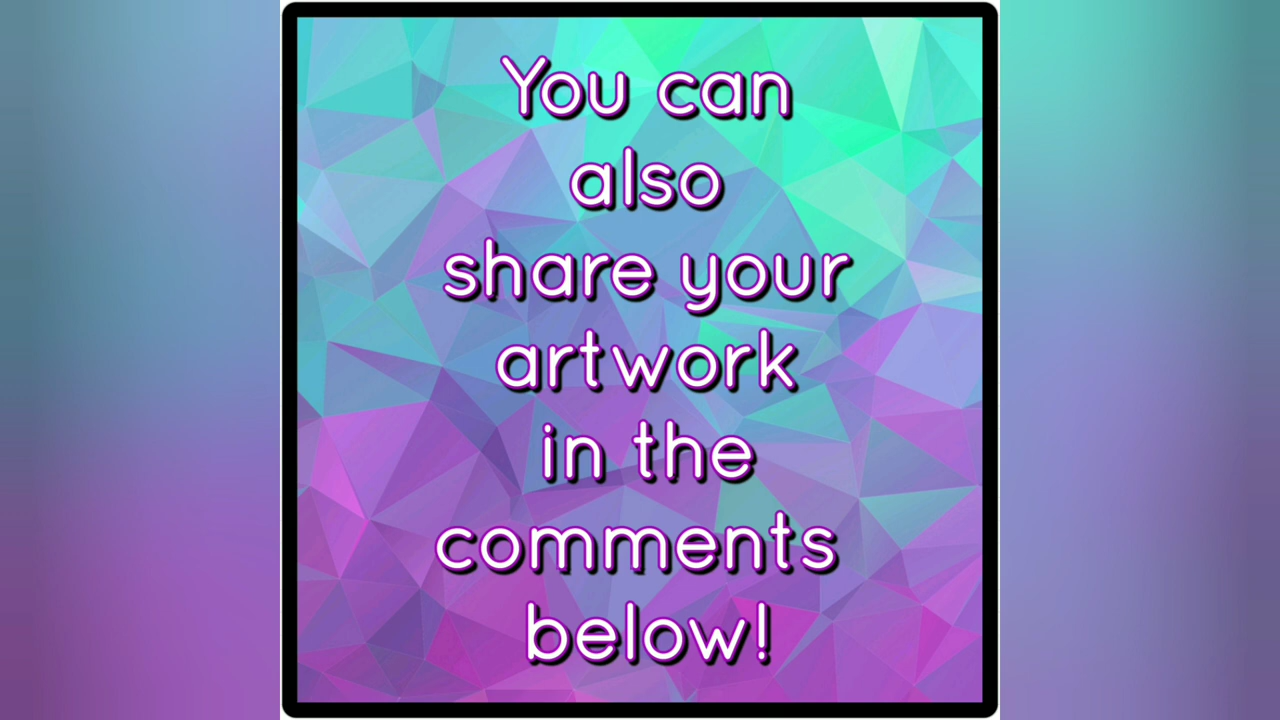 You can
also
share your
artwork
in the
comments
below!